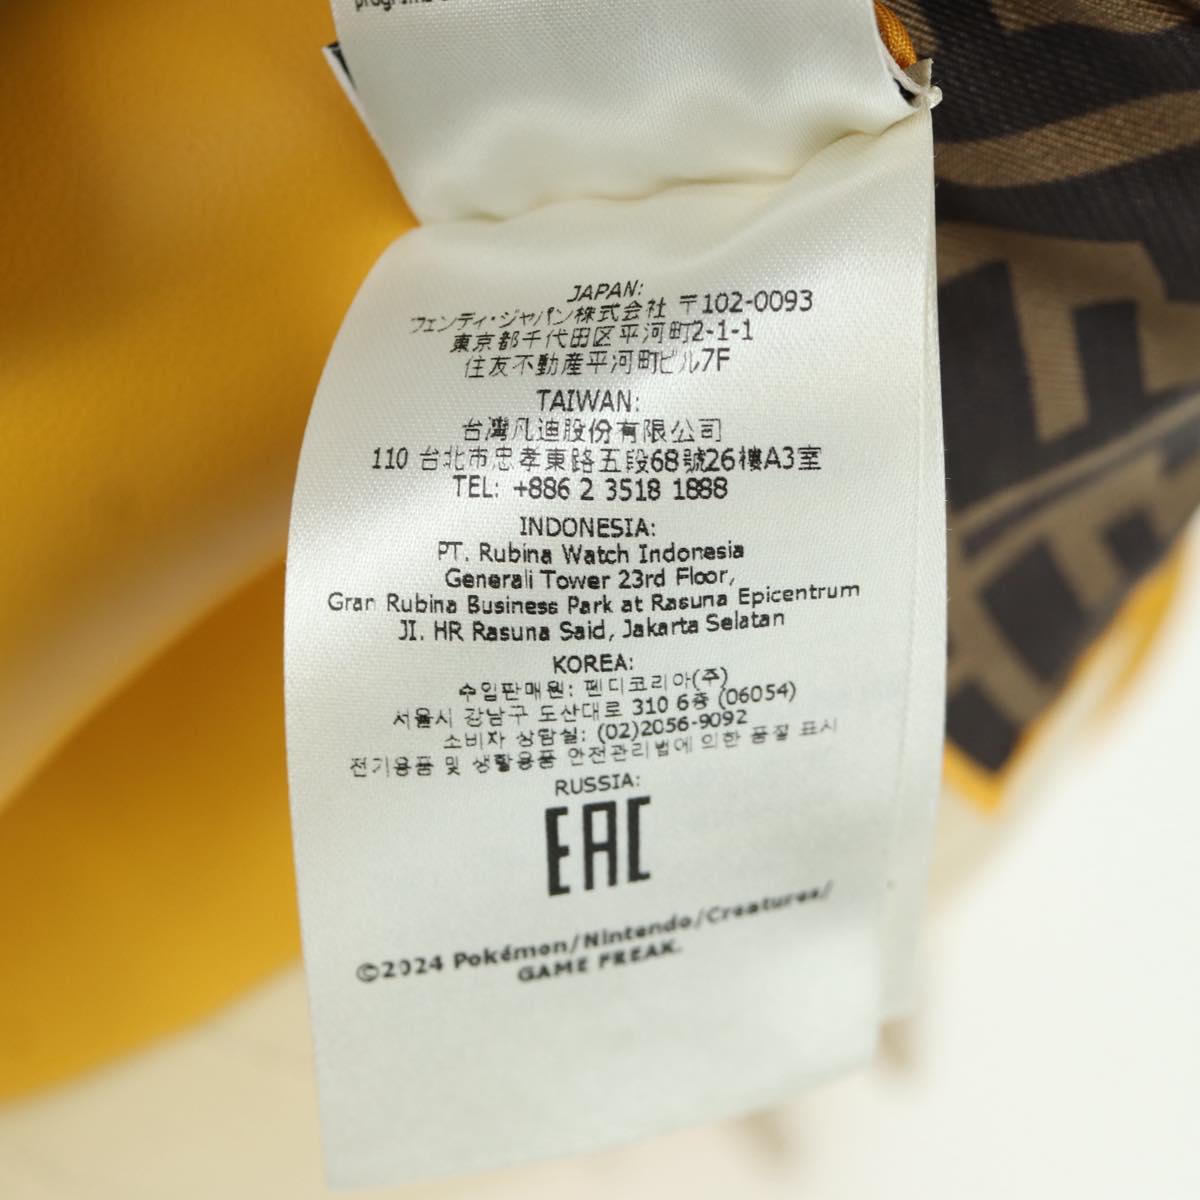 JAPAN:
フェンディ・ジャパン株式会社 〒102-0093
東京都千代田区平河町2-1-1
住友不動産平河町ビル7F
TAIWAN:
台灣凡迪股份有限公司
110 台北市忠孝東路五段68號26樓A3室
TEL: +886 2 3518 1888
INDONESIA:
PT. Rubina Watch Indonesia
Generali Tower 23rd Floor,
Gran Rubina Business Park at Rasuna Epicentrum
JI. HR Rasuna Said, Jakarta Selatan
KOREA:
수입판매원: 펜디코리아(주)
서울시 강남구 도산대로 310 6층 (06054)
소비자 상담실: (02)2056-9092
전기용품 및 생활용품 안전관리법에 의한 품질 표시
RUSSIA:
EAC
©2024 Pokémon/Nintendo/Creatures/
GAME FREAK.